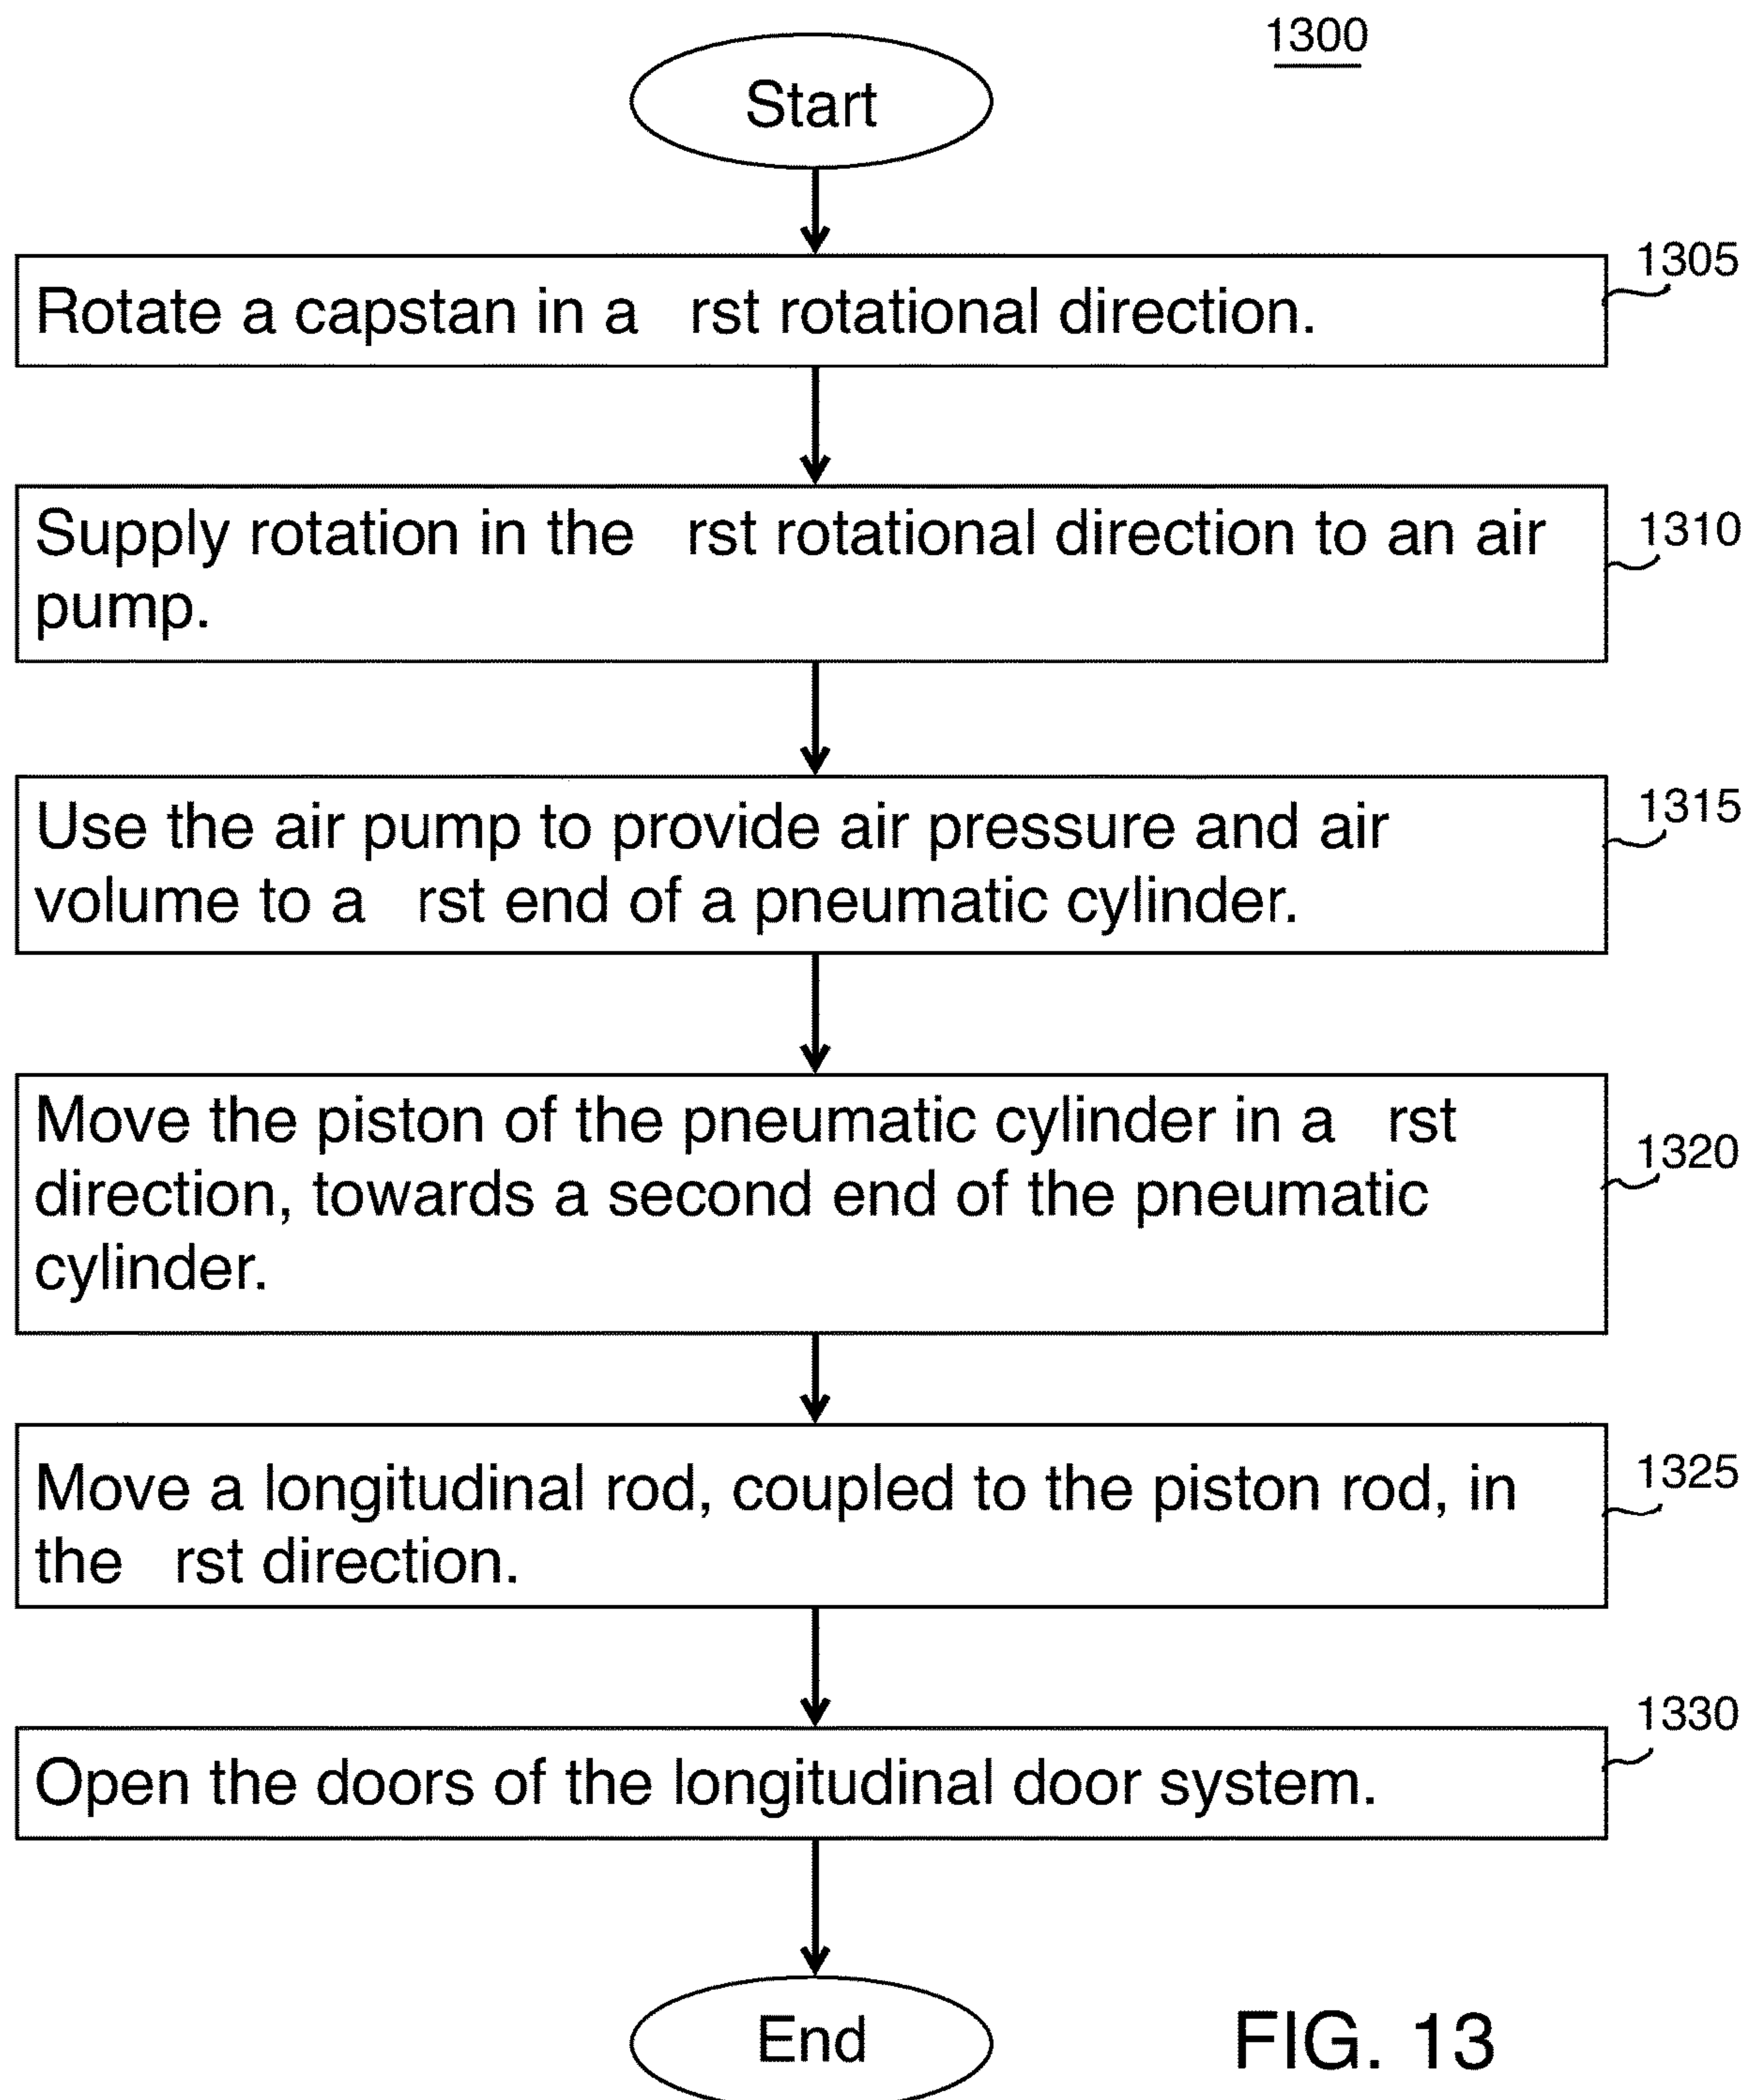 1300
Start
1305
Rotate a capstan in a rst rotational direction.
1310
Supply rotation in the rst rotational direction to an air
pump.
1315
Use the air pump to provide air pressure and air
volume to a rst end of a pneumatic cylinder.
1320
Move the piston of the pneumatic cylinder in a rst
direction, towards a second end of the pneumatic
cylinder.
1325
Move a longitudinal rod, coupled to the piston rod, in
the rst direction.
1330
Open the doors of the longitudinal door system.
End
FIG. 13